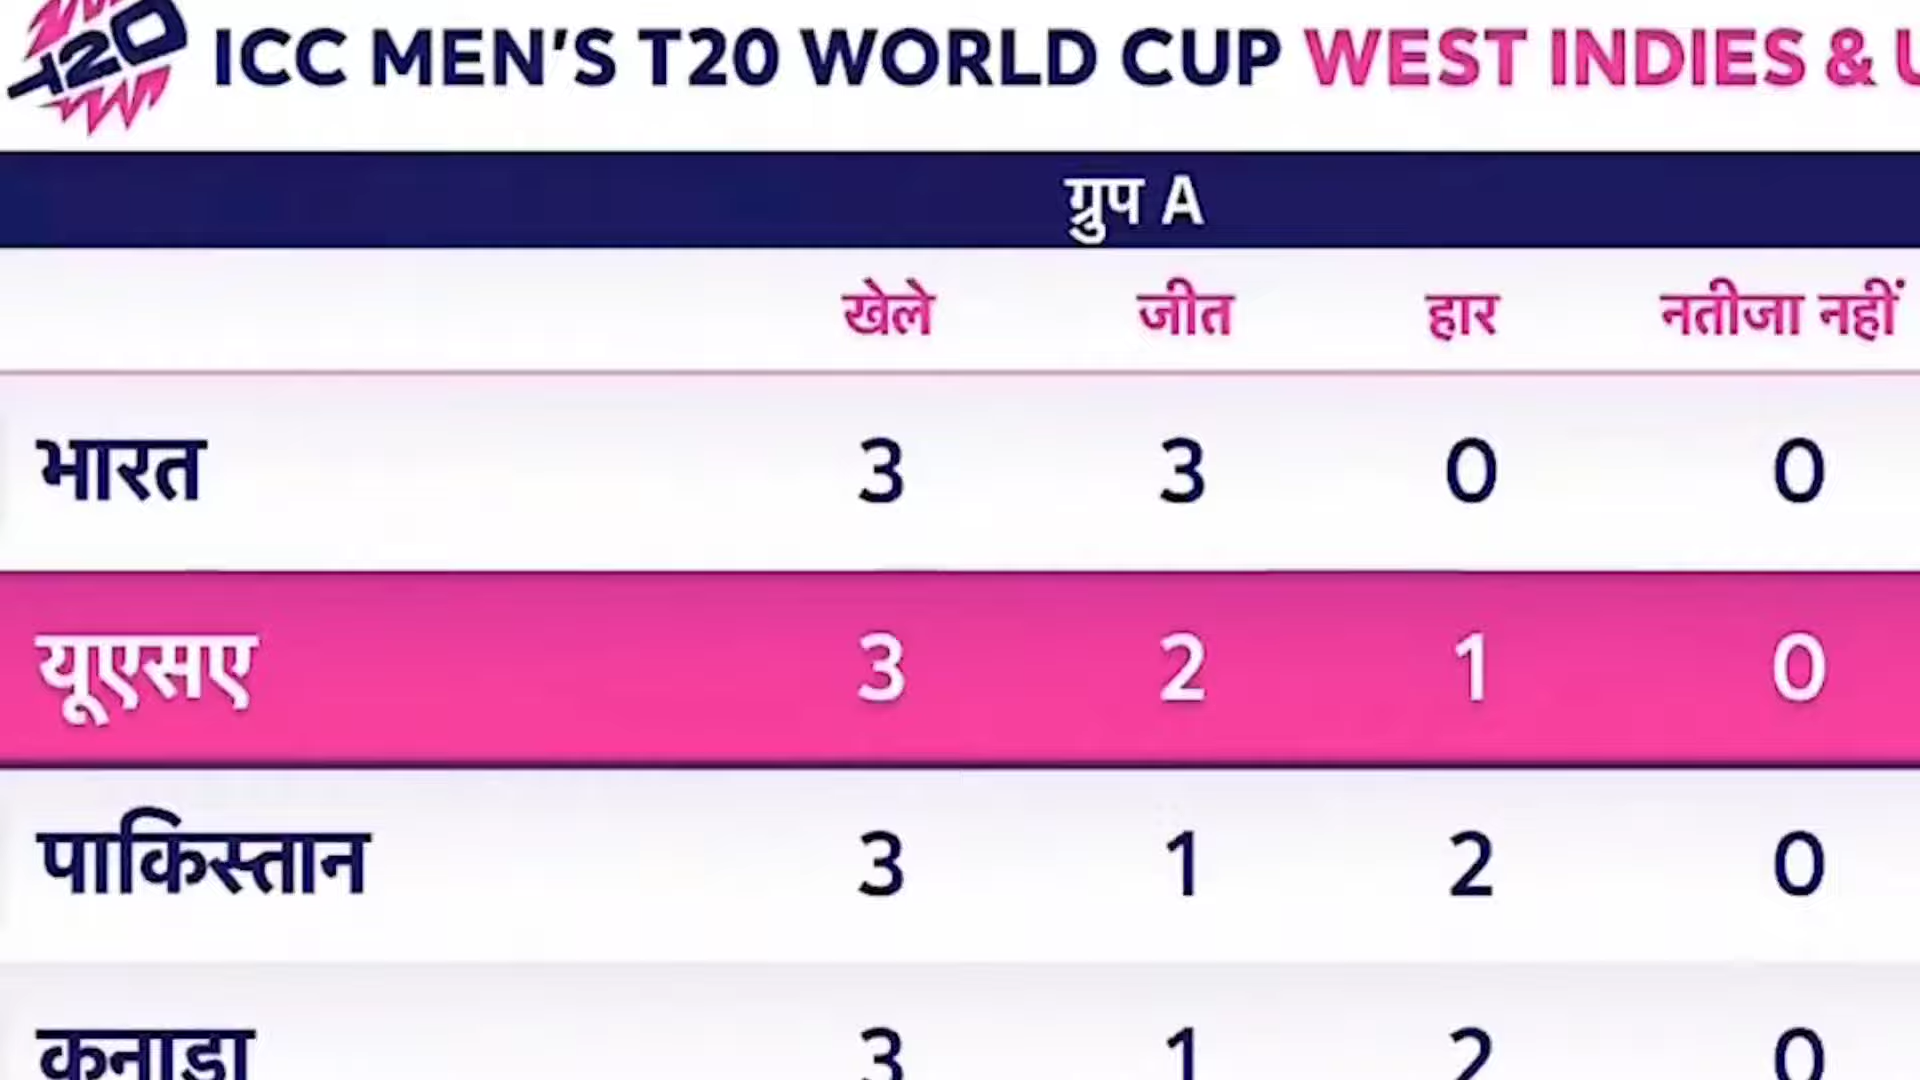 T20 ICC MEN'S T20 WORLD CUP WEST INDIES & U
ग्रुप A
खेले जीत हार नतीजा नहीं
भारत 3 3 0 0
यूएसए 3 2 1 0
पाकिस्तान 3 1 2 0
कनाडा 3 1 2 0